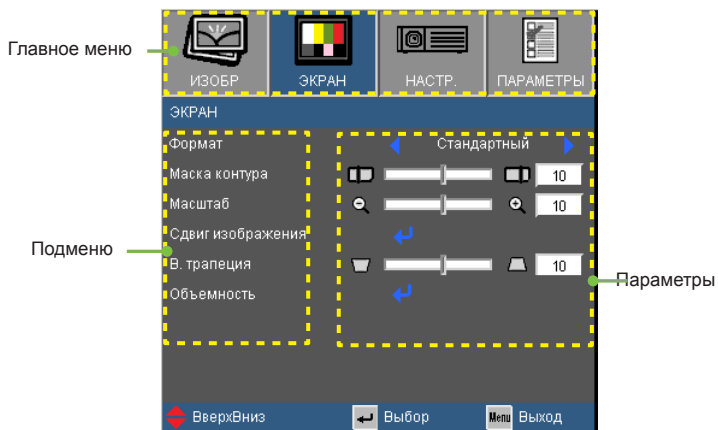 Главное меню
ИЗОБР ЭКРАН НАСТР. ПАРАМЕТРЫ
ЭКРАН
Формат Стандартный
Маска контура 10
Масштаб 10
Сдвиг изображения
Подменю
В. трапеция 10
Параметры
Объемность
ВверхВниз Выбор Menu Выход